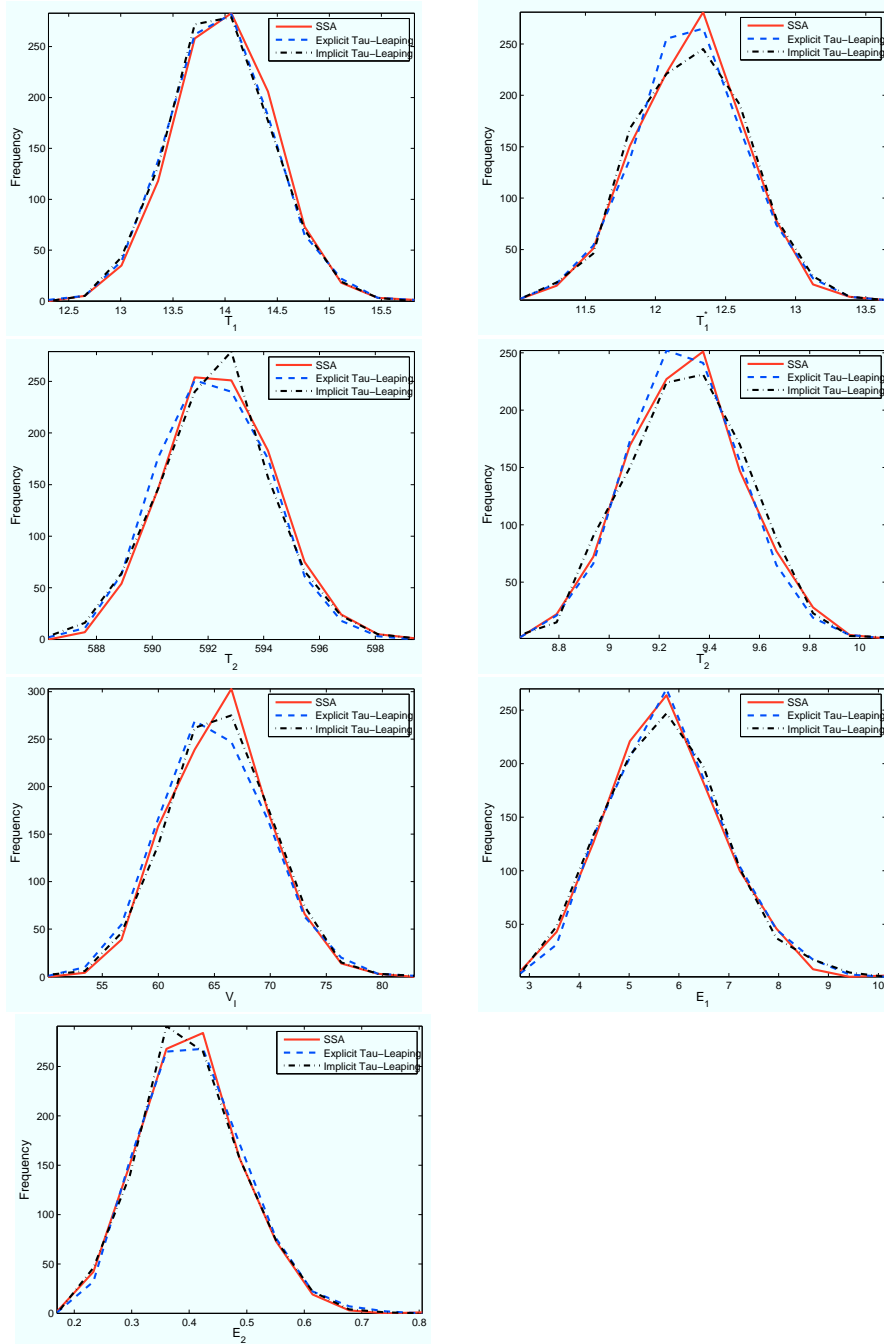 SSA
Explicit Tau-Leaping
Implicit Tau-Leaping
Frequency
250
200
150
100
50
0
12.5 13 13.5 14 14.5 15 15.5
T1
SSA
Explicit Tau-Leaping
Implicit Tau-Leaping
Frequency
250
200
150
100
50
11.5 12 12.5 13 13.5
T1*
SSA
Explicit Tau-Leaping
Implicit Tau-Leaping
Frequency
250
200
150
100
50
0
588 590 592 594 596 598
T2
SSA
Explicit Tau-Leaping
Implicit Tau-Leaping
Frequency
250
200
150
100
50
8.8 9 9.2 9.4 9.6 9.8 10
T2
SSA
Explicit Tau-Leaping
Implicit Tau-Leaping
Frequency
300
250
200
150
100
50
0
55 60 65 70 75 80
VI
SSA
Explicit Tau-Leaping
Implicit Tau-Leaping
Frequency
250
200
150
100
50
3 4 5 6 7 8 9 10
E1
SSA
Explicit Tau-Leaping
Implicit Tau-Leaping
Frequency
250
200
150
100
50
0
0.2 0.3 0.4 0.5 0.6 0.7 0.8
E2